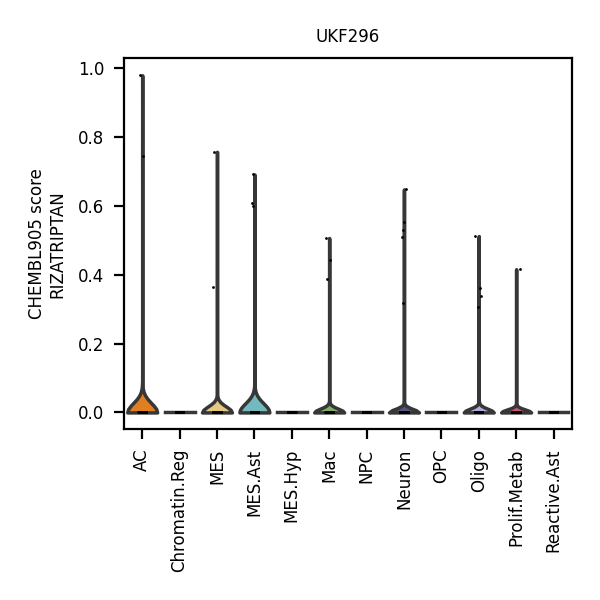 UKF296
CHEMBL905 score
RIZATRIPTAN
1.0
0.8
0.6
0.4
0.2
0.0
AC
Chromatin.Reg
MES
MES.Ast
MES.Hyp
Mac
NPC
Neuron
OPC
Oligo
Prolif.Metab
Reactive.Ast